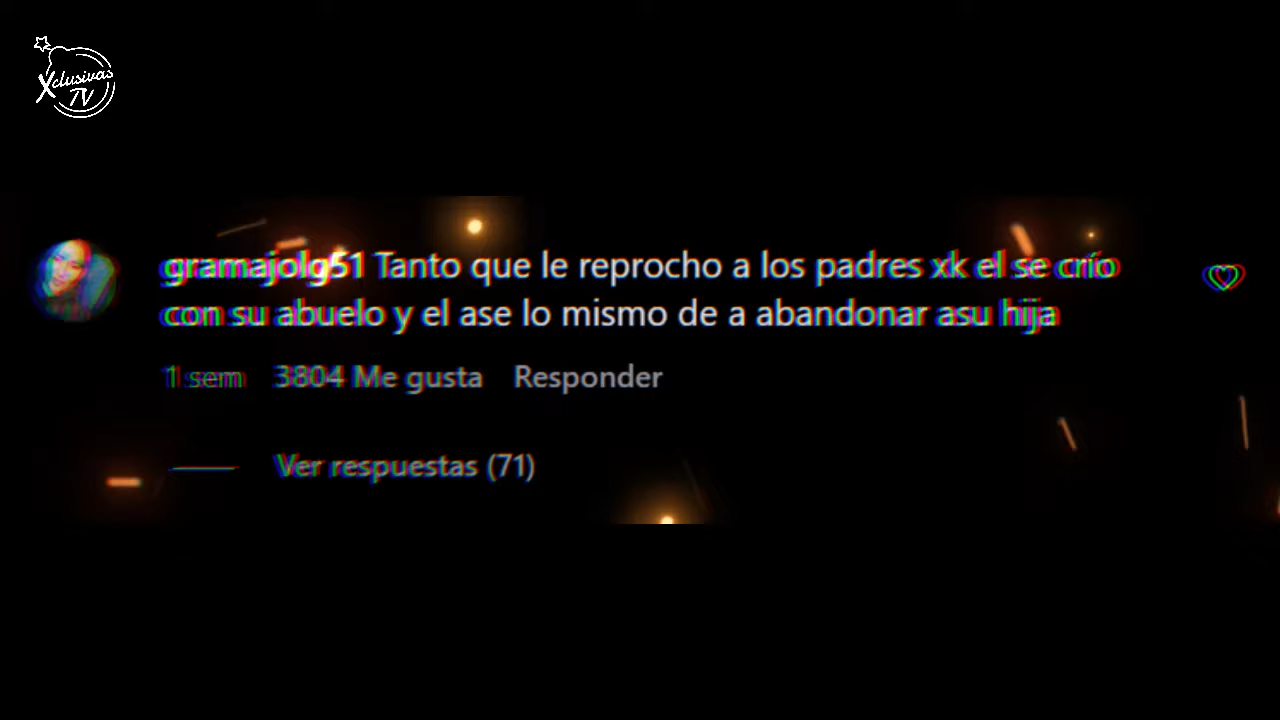 Xclusivas
TV
gramajolg51 Tanto que le reprocho a los padres xk el se crío
con su abuelo y el ase lo mismo de a abandonar asu hija
1 sem 3804 Me gusta Responder
Ver respuestas (71)